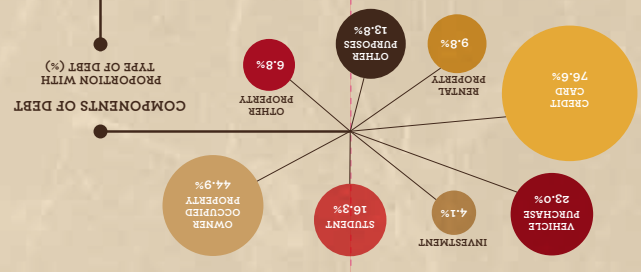 COMPONENTS OF DEBT
PROPORTION WITH
TYPE OF DEBT (%)
VEHICLE
PURCHASE
23.0%
INVESTMENT
4.1%
STUDENT
16.3%
OWNER
OCCUPIED
PROPERTY
44.9%
CREDIT
CARD
76.6%
RENTAL
PROPERTY
9.8%
OTHER
PURPOSES
13.8%
OTHER
PROPERTY
6.8%